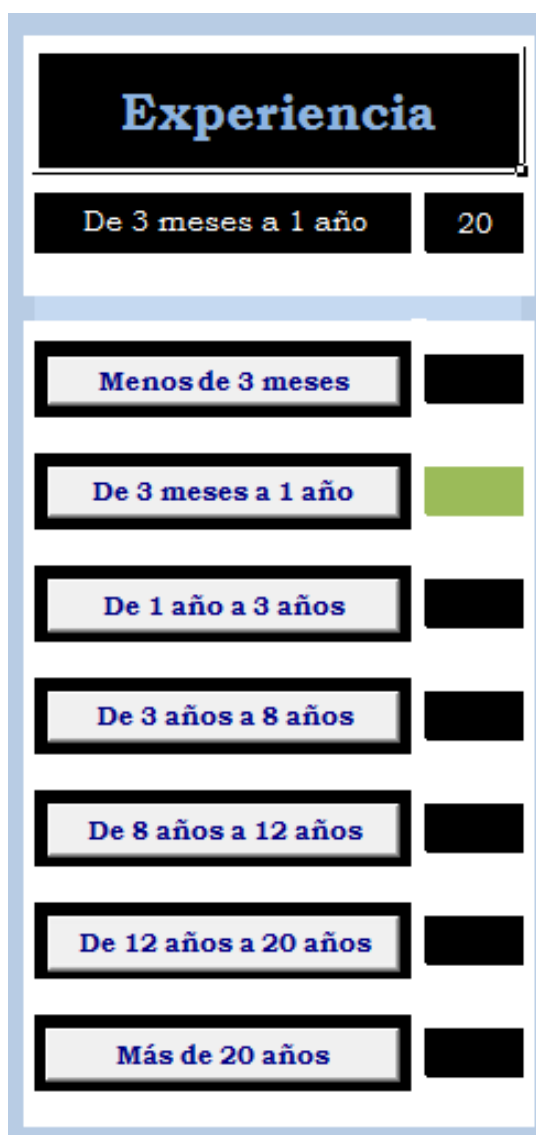 Experiencia
De 3 meses a 1 año 20
Menos de 3 meses
De 3 meses a 1 año
De 1 año a 3 años
De 3 años a 8 años
De 8 años a 12 años
De 12 años a 20 años
Más de 20 años